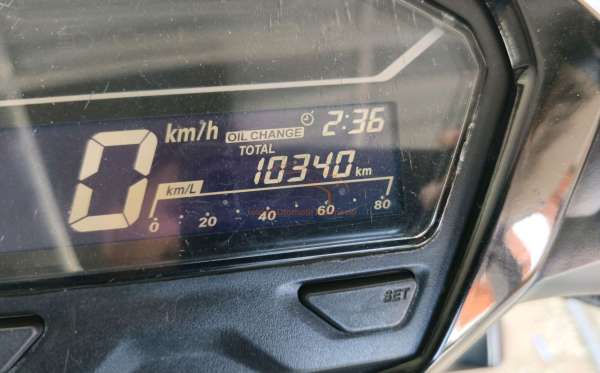 0 km/h OIL CHANGE 2:36
TOTAL
10340 km
km/L
0 20 40 60 80
SET